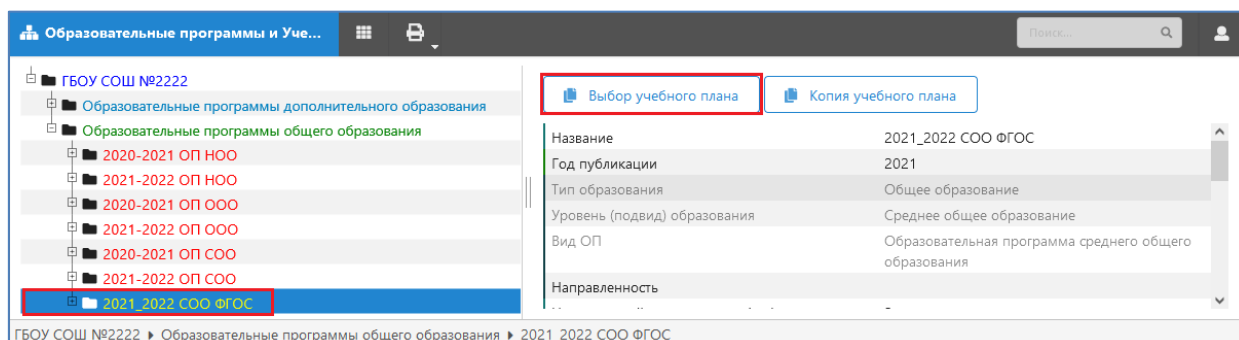 Образовательные программы и Уче...
Поиск...
ГБОУ СОШ №2222
Образовательные программы дополнительного образования
Образовательные программы общего образования
2020-2021 ОП НОО
2021-2022 ОП НОО
2020-2021 ОП ООО
2021-2022 ОП ООО
2020-2021 ОП СОО
2021-2022 ОП СОО
2021_2022 СОО ФГОС
Выбор учебного плана
Копия учебного плана
Название 2021_2022 СОО ФГОС
Год публикации 2021
Тип образования Общее образование
Уровень (подвид) образования Среднее общее образование
Вид ОП Образовательная программа среднего общего
образования
Направленность
ГБОУ СОШ №2222 ▸ Образовательные программы общего образования ▸ 2021_2022 СОО ФГОС